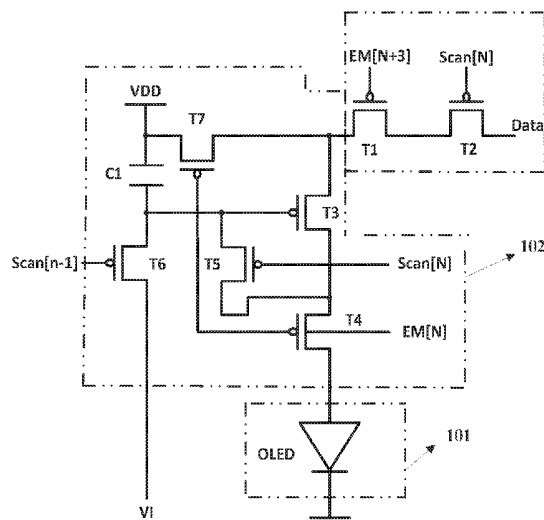 EM[N+3] Scan[N]
VDD
T7
T1 T2 Data
C1
T3
Scan[n-1] T6 T5 Scan[N] 102
T4
EM[N]
OLED 101
VI